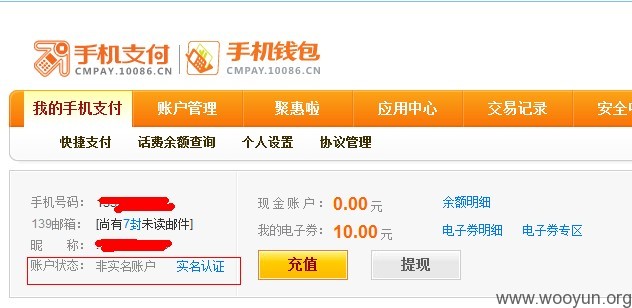 手机支付 手机钱包
CMPAY.10086.CN CMPAY.10086.CN
我的手机支付 账户管理 聚惠啦 应用中心 交易记录 安全中
快捷支付 话费余额查询 个人设置 协议管理
手机号码： 现金账户：0.00元 余额明细
139邮箱： [尚有7封未读邮件] 我的电子券：10.00元 电子券明细 电子券专区
昵 称：
账户状态： 非实名账户 实名认证 充值 提现
www.wooyun.org